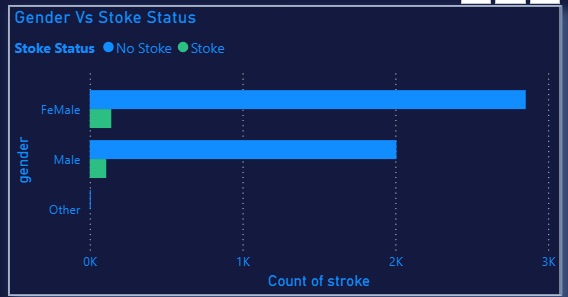 Gender Vs Stoke Status
Stoke Status No Stoke Stoke
FeMale
Male
Other
gender
0K 1K 2K 3K
Count of stroke